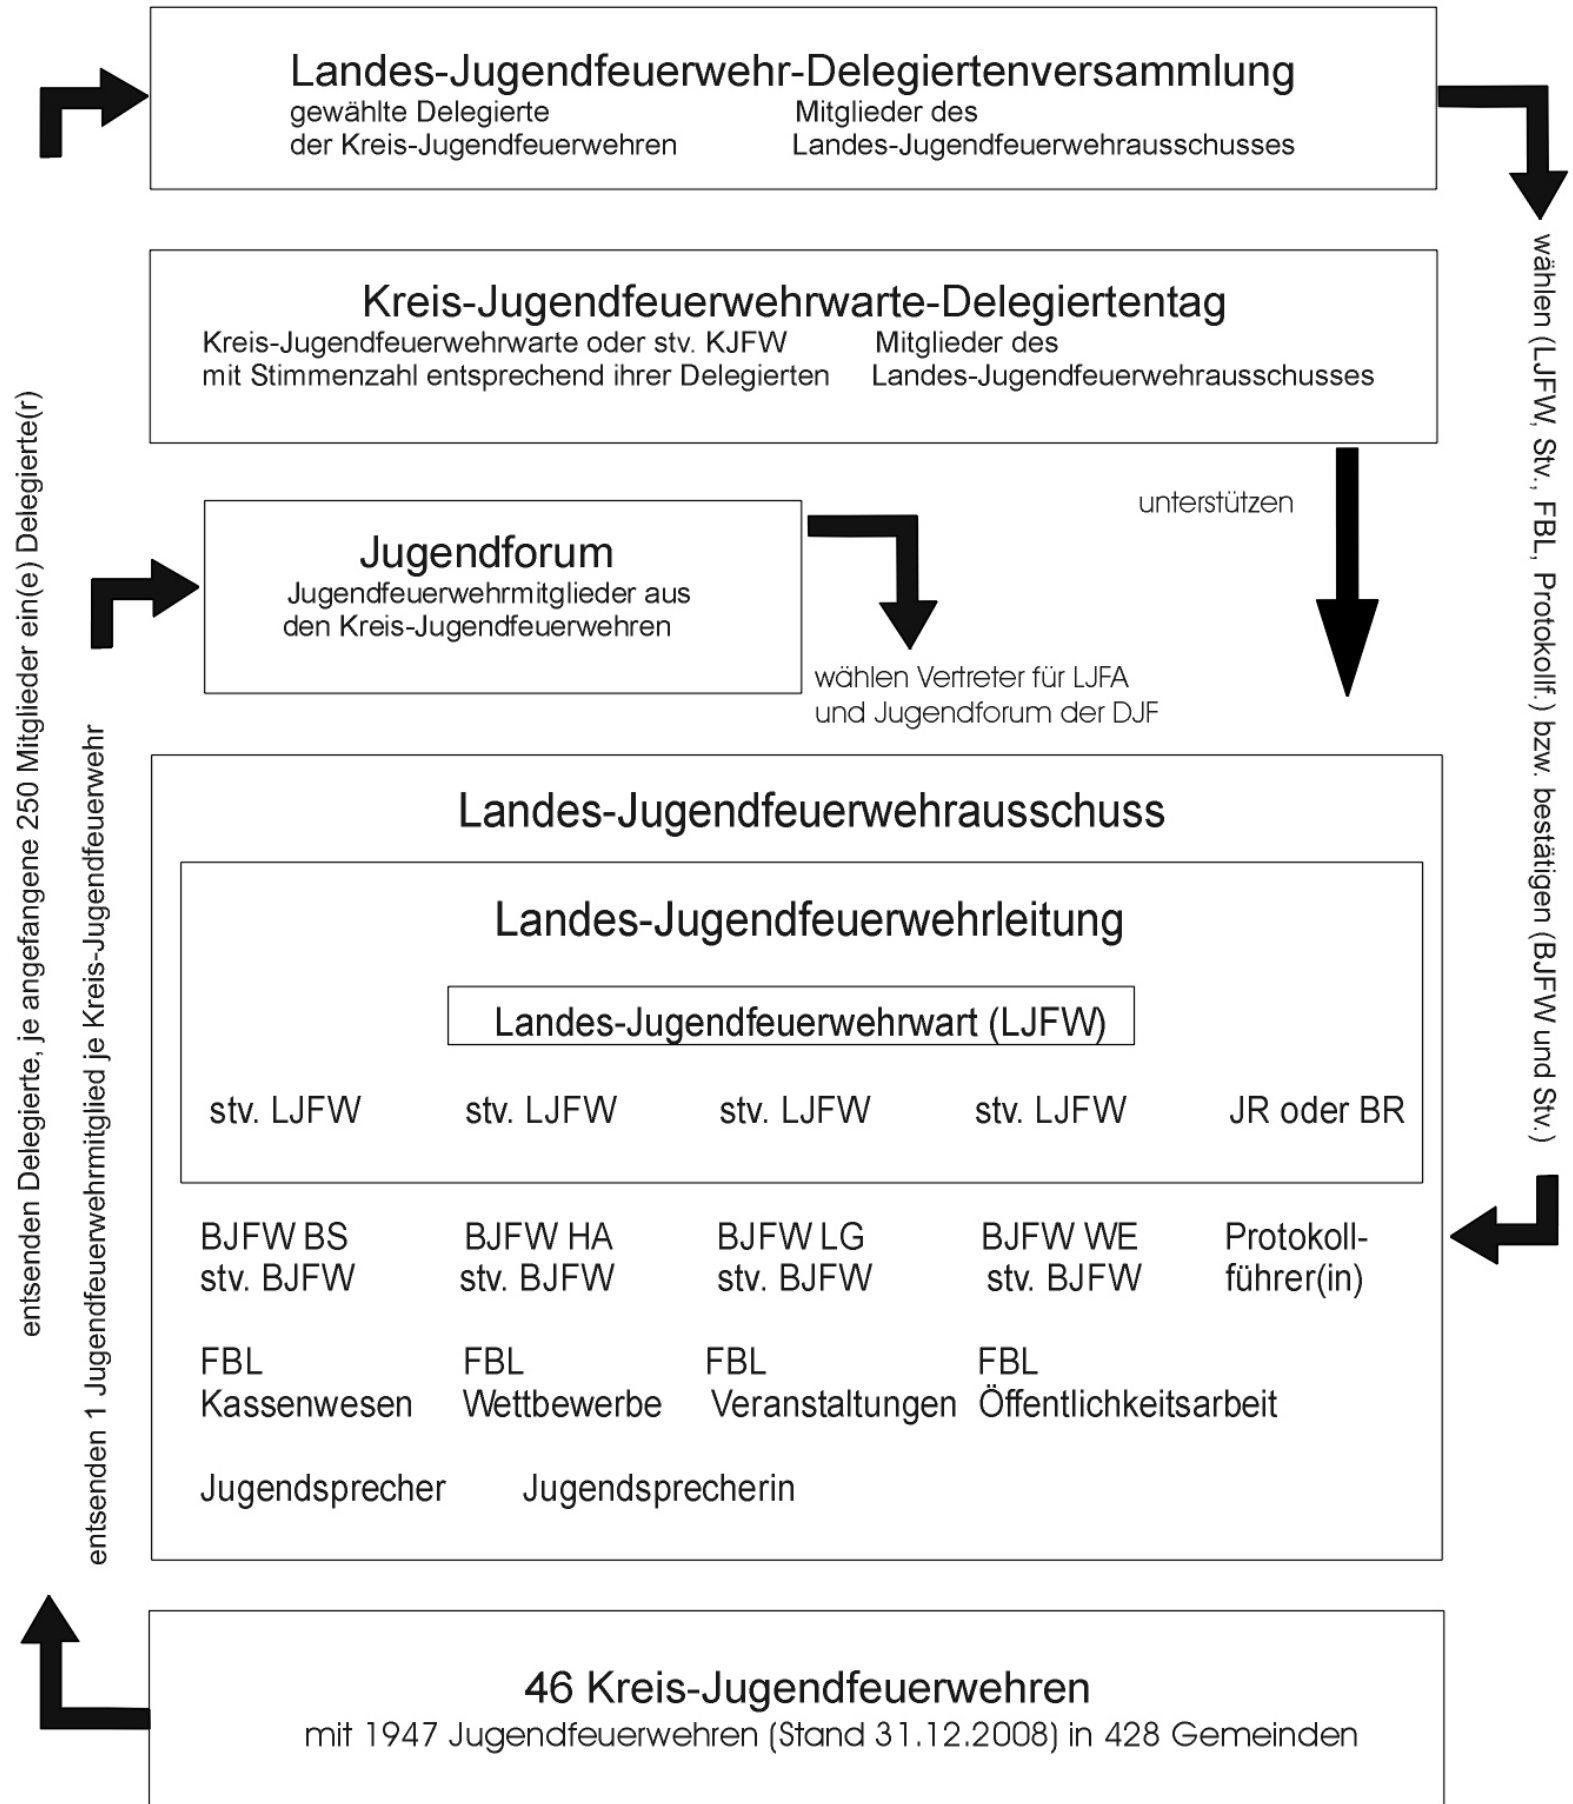 Landes-Jugendfeuerwehr-Delegiertenversammlung
gewählte Delegierte
der Kreis-Jugendfeuerwehren
Mitglieder des
Landes-Jugendfeuerwehrausschusses
Kreis-Jugendfeuerwehrwarte-Delegiertentag
Kreis-Jugendfeuerwehrwarte oder stv. KJFW
mit Stimmenzahl entsprechend ihrer Delegierten
Mitglieder des
Landes-Jugendfeuerwehrausschusses
unterstützen
Jugendforum
Jugendfeuerwehrmitglieder aus
den Kreis-Jugendfeuerwehren
wählen Vertreter für LJFA
und Jugendforum der DJF
Landes-Jugendfeuerwehrausschuss
Landes-Jugendfeuerwehrleitung
Landes-Jugendfeuerwehrwart (LJFW)
stv. LJFW
stv. LJFW
stv. LJFW
stv. LJFW
JR oder BR
BJFW BS
stv. BJFW
BJFW HA
stv. BJFW
BJFW LG
stv. BJFW
BJFW WE
stv. BJFW
Protokoll-
führer(in)
FBL
Kassenwesen
FBL
Wettbewerbe
FBL
Veranstaltungen
FBL
Öffentlichkeitsarbeit
Jugendsprecher
Jugendsprecherin
46 Kreis-Jugendfeuerwehren
mit 1947 Jugendfeuerwehren (Stand 31.12.2008) in 428 Gemeinden
entsenden Delegierte, je angefangene 250 Mitglieder ein(e) Delegierte(r)
entsenden 1 Jugendfeuerwehrmitglied je Kreis-Jugendfeuerwehr
wählen (LJFW, Stv., FBL, Protokollf.) bzw. bestätigen (BJFW und Stv.)